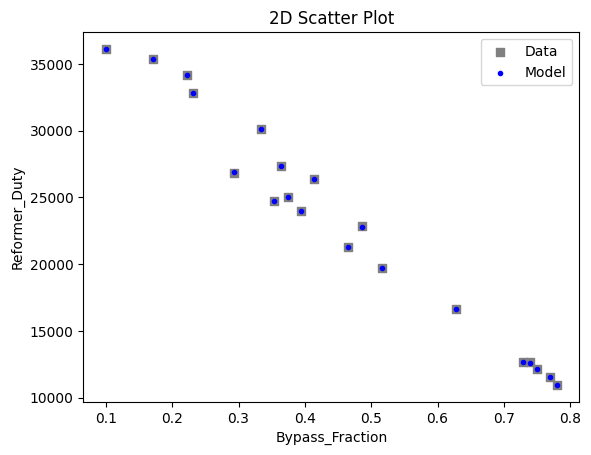 2D Scatter Plot
Data
Model
Reformer_Duty
35000
30000
25000
20000
15000
10000
0.1 0.2 0.3 0.4 0.5 0.6 0.7 0.8
Bypass_Fraction